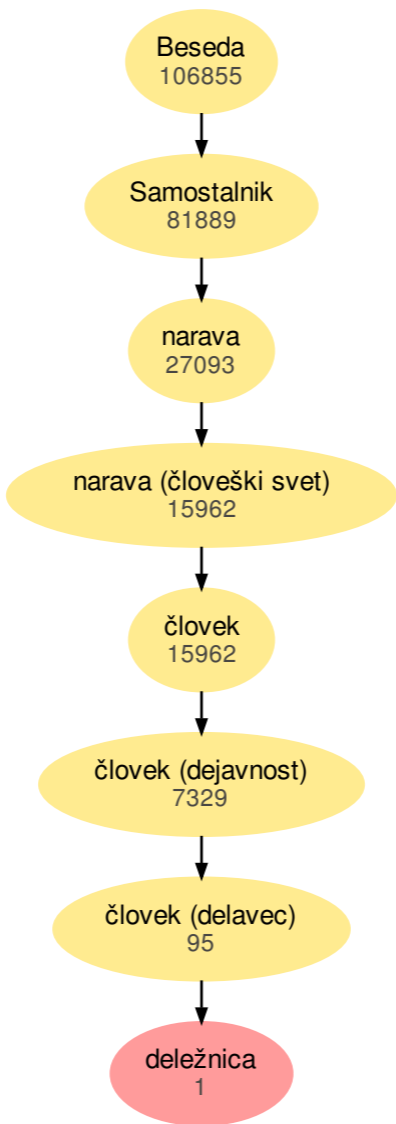 Beseda
106855
Samostalnik
81889
narava
27093
narava (človeški svet)
15962
človek
15962
človek (dejavnost)
7329
človek (delavec)
95
deležnica
1